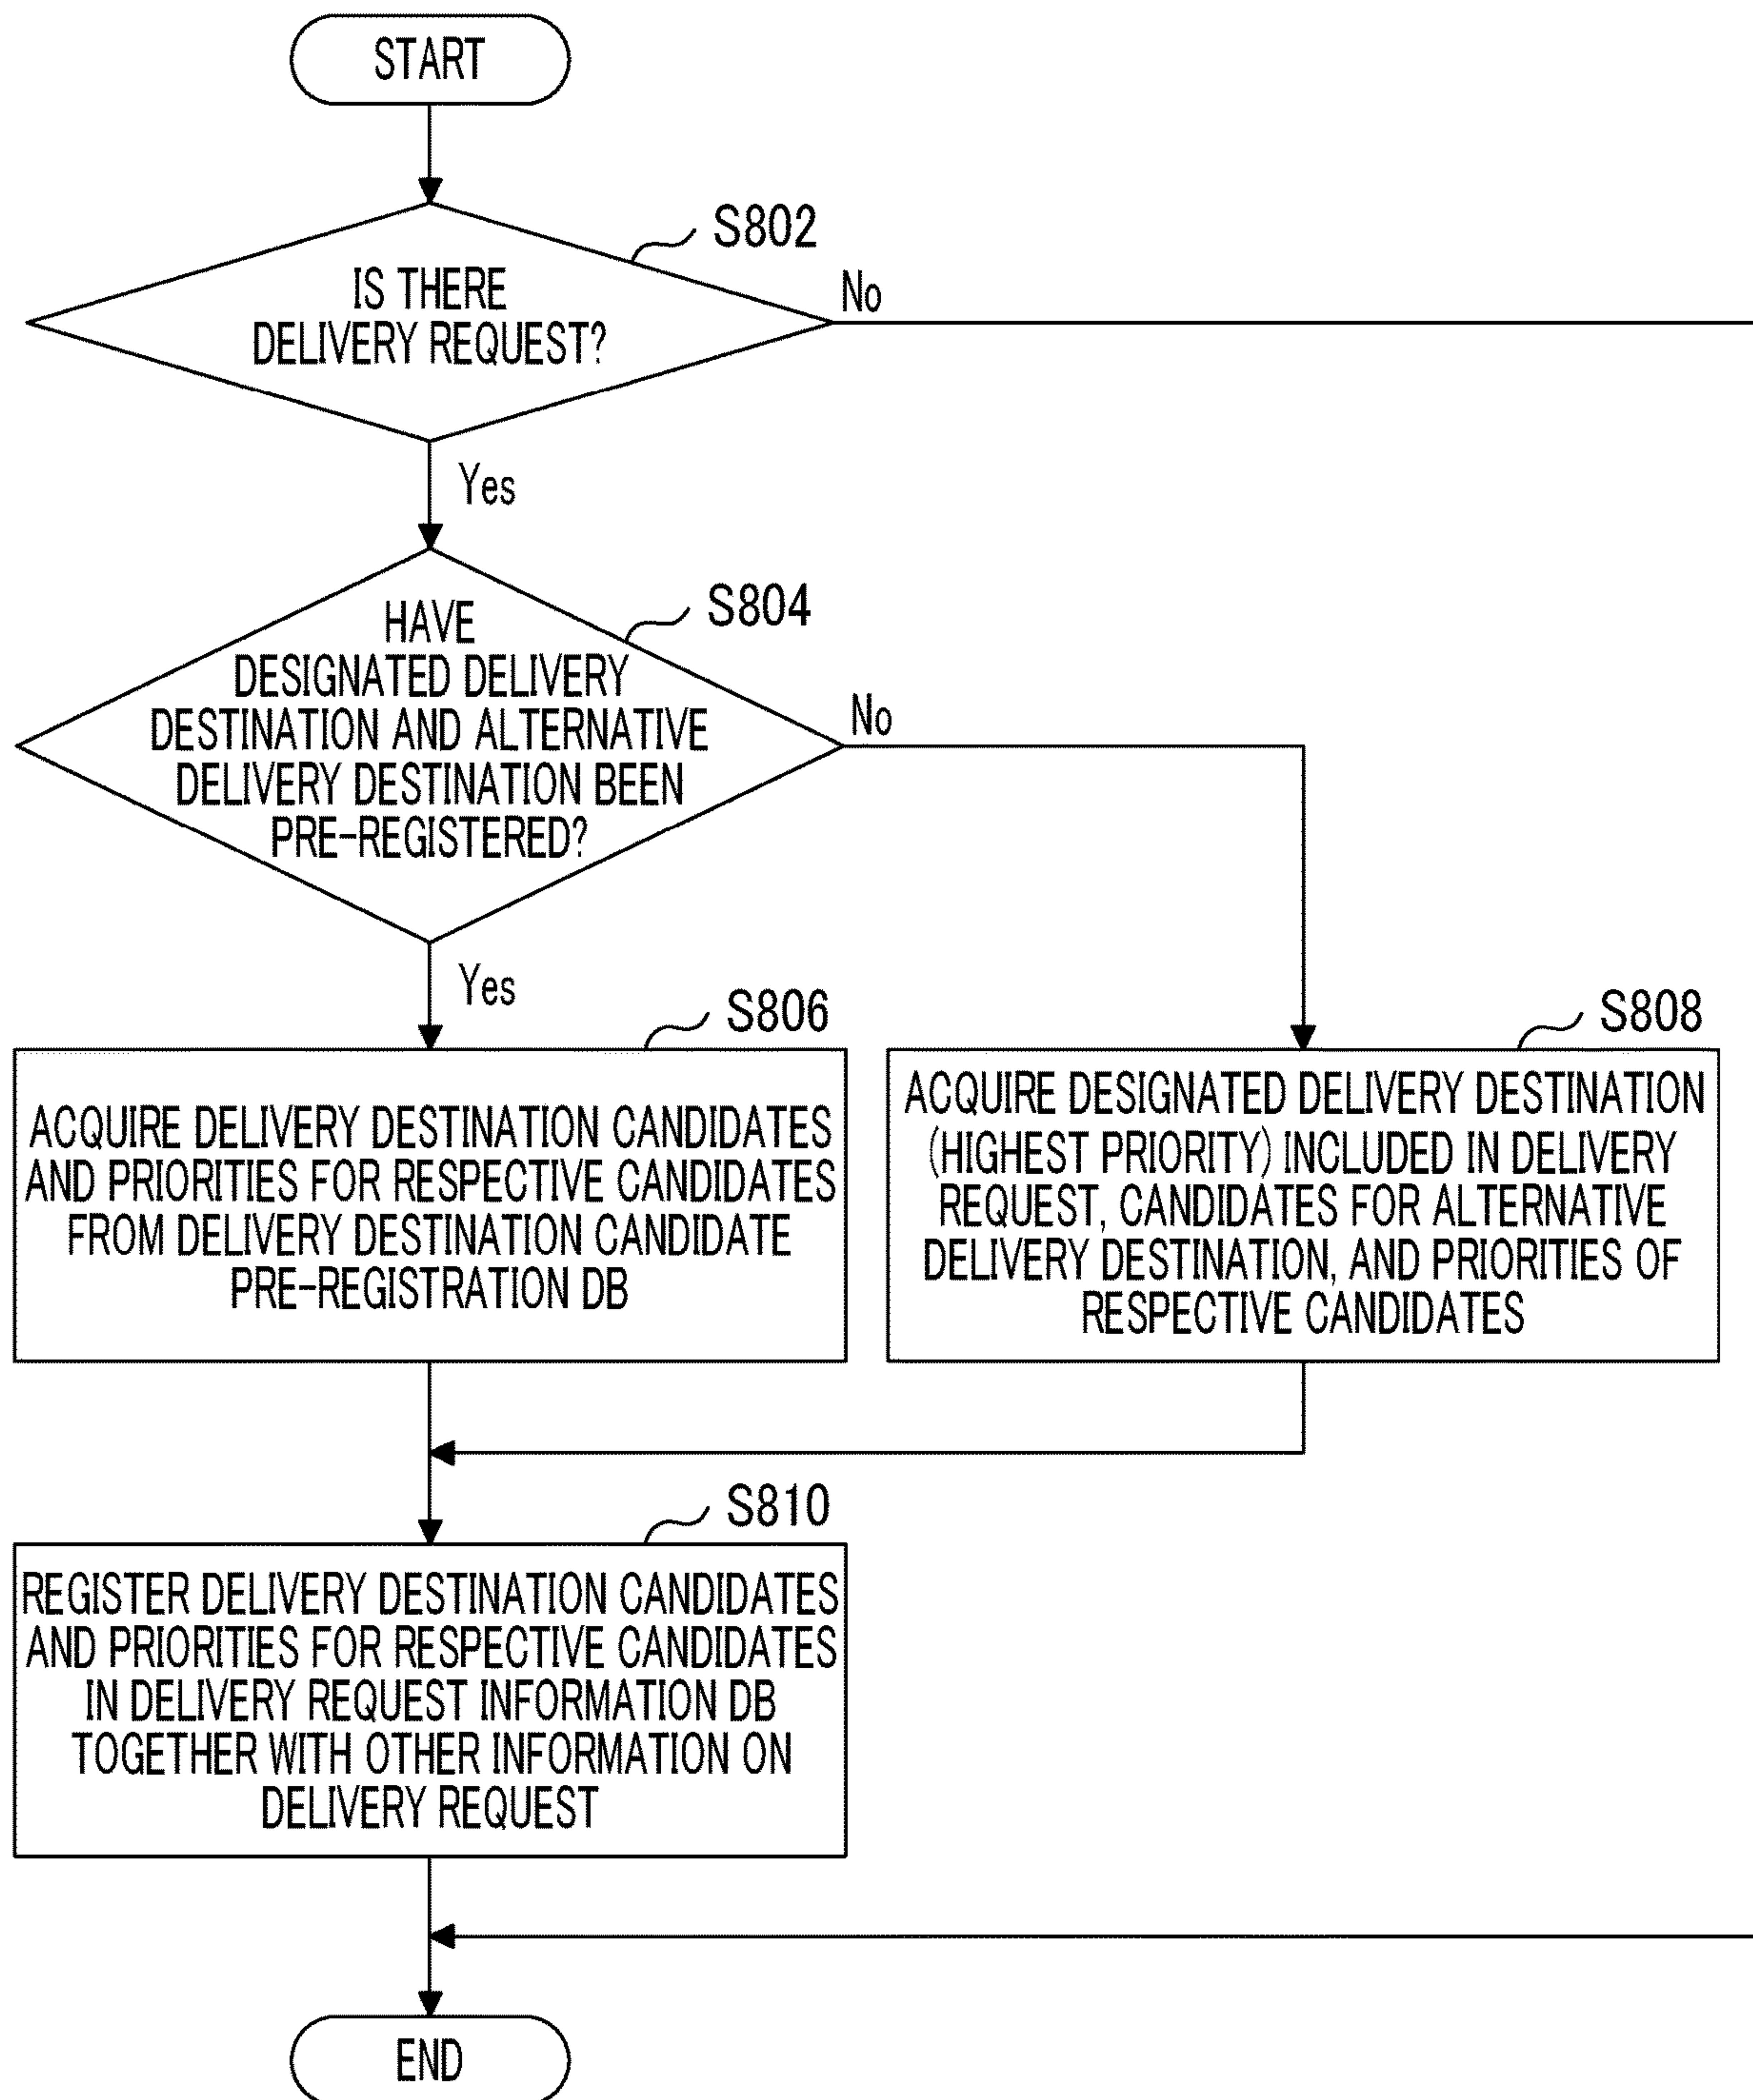 START
S802
IS THERE
DELIVERY REQUEST?
No
Yes
S804
HAVE
DESIGNATED DELIVERY
DESTINATION AND ALTERNATIVE
DELIVERY DESTINATION BEEN
PRE-REGISTERED?
No
Yes
S806
ACQUIRE DELIVERY DESTINATION CANDIDATES
AND PRIORITIES FOR RESPECTIVE CANDIDATES
FROM DELIVERY DESTINATION CANDIDATE
PRE-REGISTRATION DB
S808
ACQUIRE DESIGNATED DELIVERY DESTINATION
(HIGHEST PRIORITY) INCLUDED IN DELIVERY
REQUEST, CANDIDATES FOR ALTERNATIVE
DELIVERY DESTINATION, AND PRIORITIES OF
RESPECTIVE CANDIDATES
S810
REGISTER DELIVERY DESTINATION CANDIDATES
AND PRIORITIES FOR RESPECTIVE CANDIDATES
IN DELIVERY REQUEST INFORMATION DB
TOGETHER WITH OTHER INFORMATION ON
DELIVERY REQUEST
END